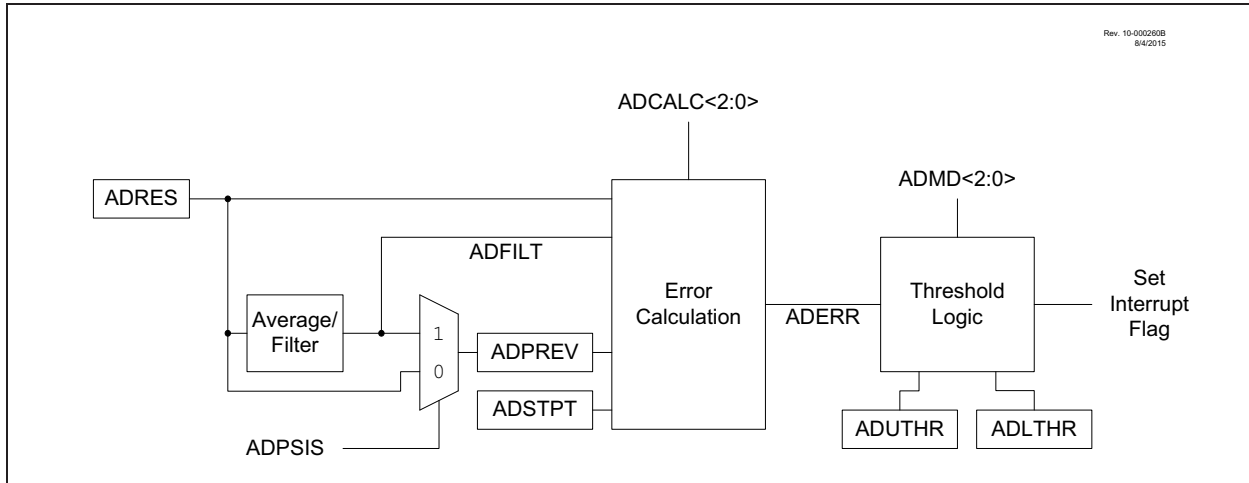 Rev. 10-000260B
8/4/2015
ADCALC<2:0>
ADMD<2:0>
ADRES
ADFILT
Error
Calculation
Threshold
Logic
Set
Interrupt
Flag
ADERR
Average/
Filter
1
0
ADPREV
ADSTPT
ADUTHR
ADLTHR
ADPSIS